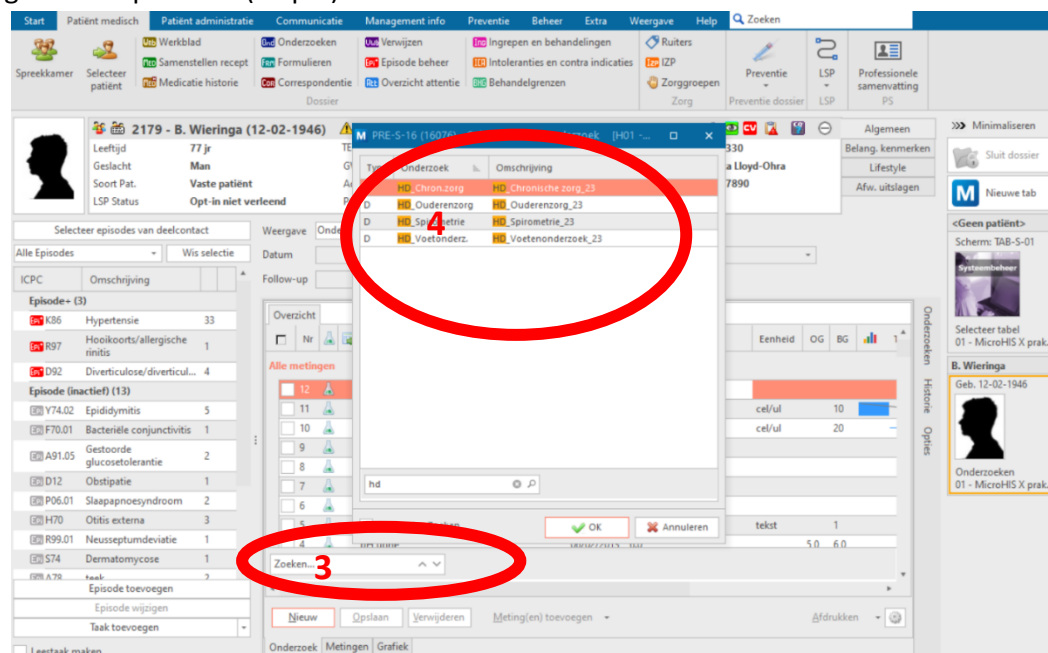 Start Patiënt medisch Patiënt administratie Communicatie Management info Preventie Beheer Extra Weergave Help Zoeken
Spreekkamer
Selecteer patiënt
Werkblad
Samenstellen recept
Medicatie historie
Onderzoeken
Formulieren
Correspondentie
Verwijzen
Episode beheer
Overzicht attentie
Ingrepen en behandelingen
Intoleranties en contra indicaties
Behandelgrenzen
Dossier
Ruiters
IZP
Zorggroepen
Zorg
Preventie
Preventie dossier
LSP
LSP
Professionele samenvatting
PS
2179 - B. Wieringa (12-02-1946)
Leeftijd 77 jr
Geslacht Man
Soort Pat. Vaste patiënt
LSP Status Opt-in niet verleend
330
a Lloyd-Ohra
7890
Algemeen
Belang. kenmerken
Lifestyle
Afw. uitslagen
Minimaliseren
Sluit dossier
Nieuwe tab
<Geen patiënt>
Scherm: TAB-S-01
Systeembeheer
Selecteer tabel
01 - MicroHIS X prak.
B. Wieringa
Geb. 12-02-1946
Onderzoeken
01 - MicroHIS X prak.
Selecteer episodes van deelcontact
Alle Episodes Wis selectie
ICPC Omschrijving
Episode+ (3)
K86 Hypertensie 33
R97 Hooikoorts/allergische rinitis 1
D92 Diverticulose/diverticul... 4
Episode (inactief) (13)
Y74.02 Epididymitis 5
F70.01 Bacteriële conjunctivitis 1
A91.05 Gestoorde glucosetolerantie 2
D12 Obstipatie 1
P06.01 Slaapapnoesyndroom 2
H70 Otitis externa 3
R99.01 Neusseptumdeviatie 1
S74 Dermatomycose 1
Episode toevoegen
Episode wijzigen
Taak toevoegen
Leestaak maken
Weergave
Datum
Follow-up
Overzicht
Nr
Eenheid OG BG
Alle metingen
12
11 cel/ul 10
10 cel/ul 20
9
8
7
6
5 tekst 1
4 5,0 6,0
Zoeken...
3
Nieuw Opslaan Verwijderen Meting(en) toevoegen Afdrukken
Onderzoek Metingen Grafiek
Onderzoeken Historie Opties
PRE-S-16 (16076) [H01 -...
Onderzoek Omschrijving
HD_Chron.zorg HD_Chronische zorg_23
D HD_Ouderenzorg HD_Ouderenzorg_23
D HD_Spirometrie HD_Spirometrie_23
D HD_Voetonderz. HD_Voetenonderzoek_23
4
hd
OK Annuleren